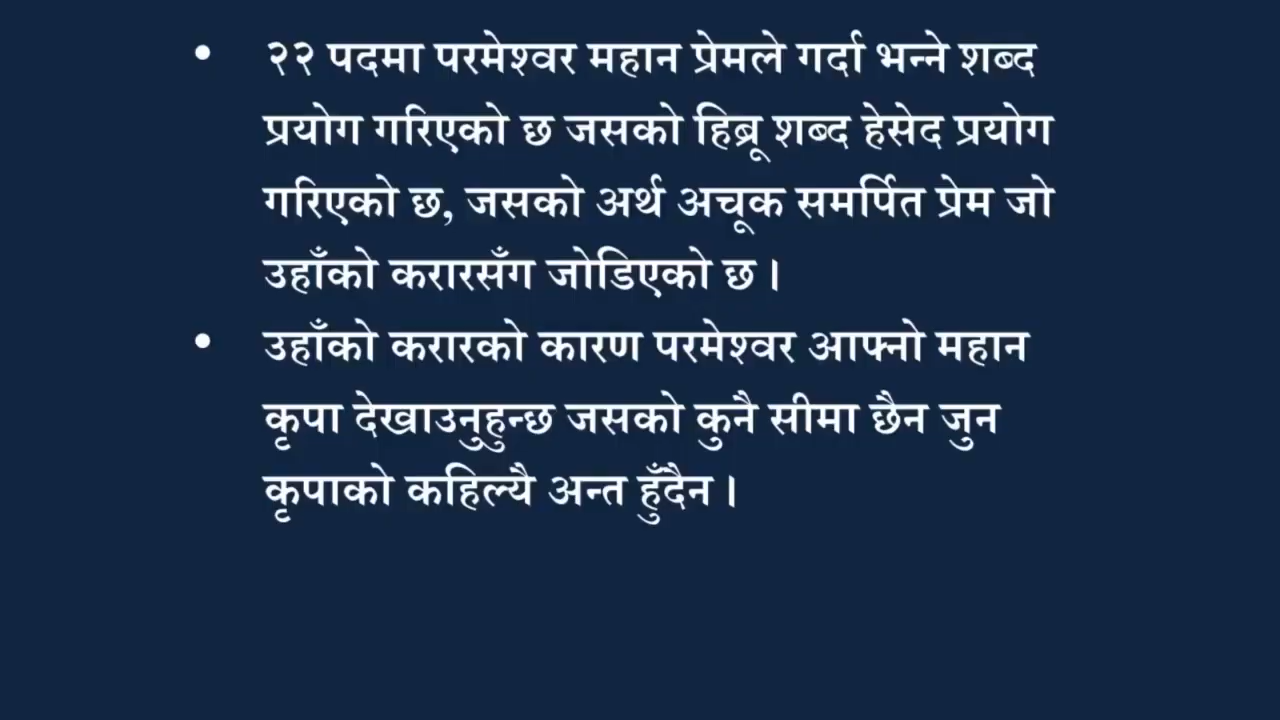 • २२ पदमा परमेश्वर महान प्रेमले गर्दा भन्ने शब्द
प्रयोग गरिएको छ जसको हिब्रू शब्द हेसेद प्रयोग
गरिएको छ, जसको अर्थ अचूक समर्पित प्रेम जो
उहाँको करारसँग जोडिएको छ ।
• उहाँको करारको कारण परमेश्वर आफ्नो महान
कृपा देखाउनुहुन्छ जसको कुनै सीमा छैन जुन
कृपाको कहिल्यै अन्त हुँदैन ।